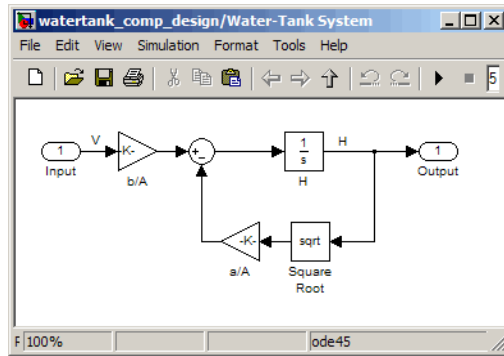 watertank_comp_design/Water-Tank System
File Edit View Simulation Format Tools Help
5
V
H
1
-K-
+
-
1
s
1
Input
b/A
H
Output
-K-
sqrt
a/A
Square
Root
F 100%
ode45